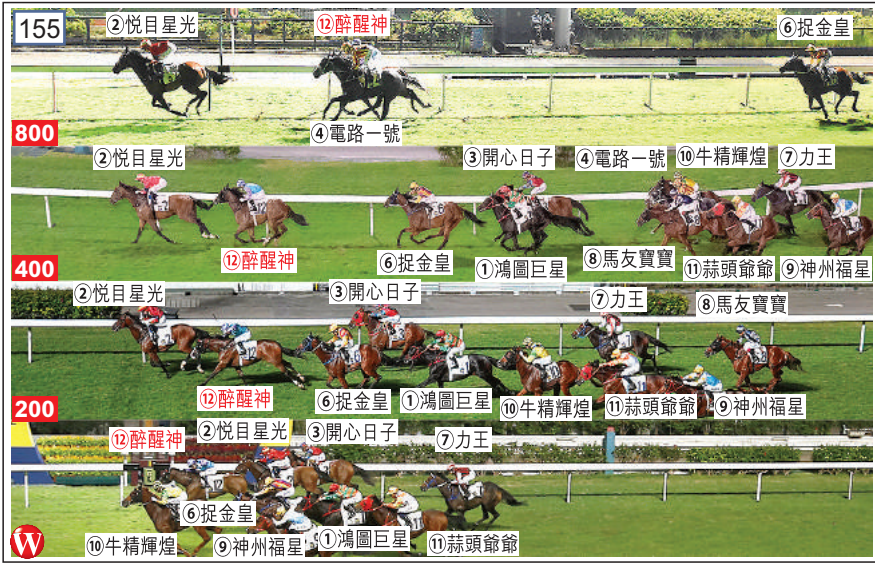 155
②悦目星光 ⑫醉醒神 ⑥捉金皇
④電路一號
800
②悦目星光 ③開心日子 ④電路一號 ⑩牛精輝煌 ⑦力王
⑫醉醒神 ⑥捉金皇 ①鴻圖巨星 ⑧馬友寶寶 ⑪蒜頭爺爺 ⑨神州福星
400
②悦目星光 ③開心日子 ⑦力王 ⑧馬友寶寶
⑫醉醒神 ⑥捉金皇 ①鴻圖巨星 ⑩牛精輝煌 ⑪蒜頭爺爺 ⑨神州福星
200
⑫醉醒神 ②悦目星光 ③開心日子 ⑦力王
⑥捉金皇
⑩牛精輝煌 ⑨神州福星 ①鴻圖巨星 ⑪蒜頭爺爺
W